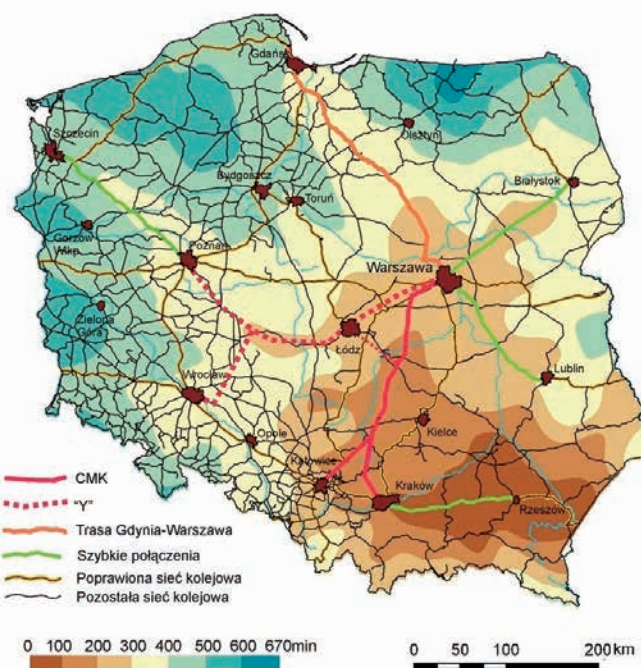 Gdańsk
Olsztyn
Szczecin
Bydgoszcz
Toruń
Białystok
Gorzów
Wlkp.
Poznań
Warszawa
Zielona
Góra
Łódź
Wrocław
Lublin
Opole
Kielce
Katowice
Kraków
Rzeszów
CMK
"Y"
Trasa Gdynia-Warszawa
Szybkie połączenia
Poprawiona sieć kolejowa
Pozostała sieć kolejowa
0 100 200 300 400 500 600 670min
0 50 100 200 km